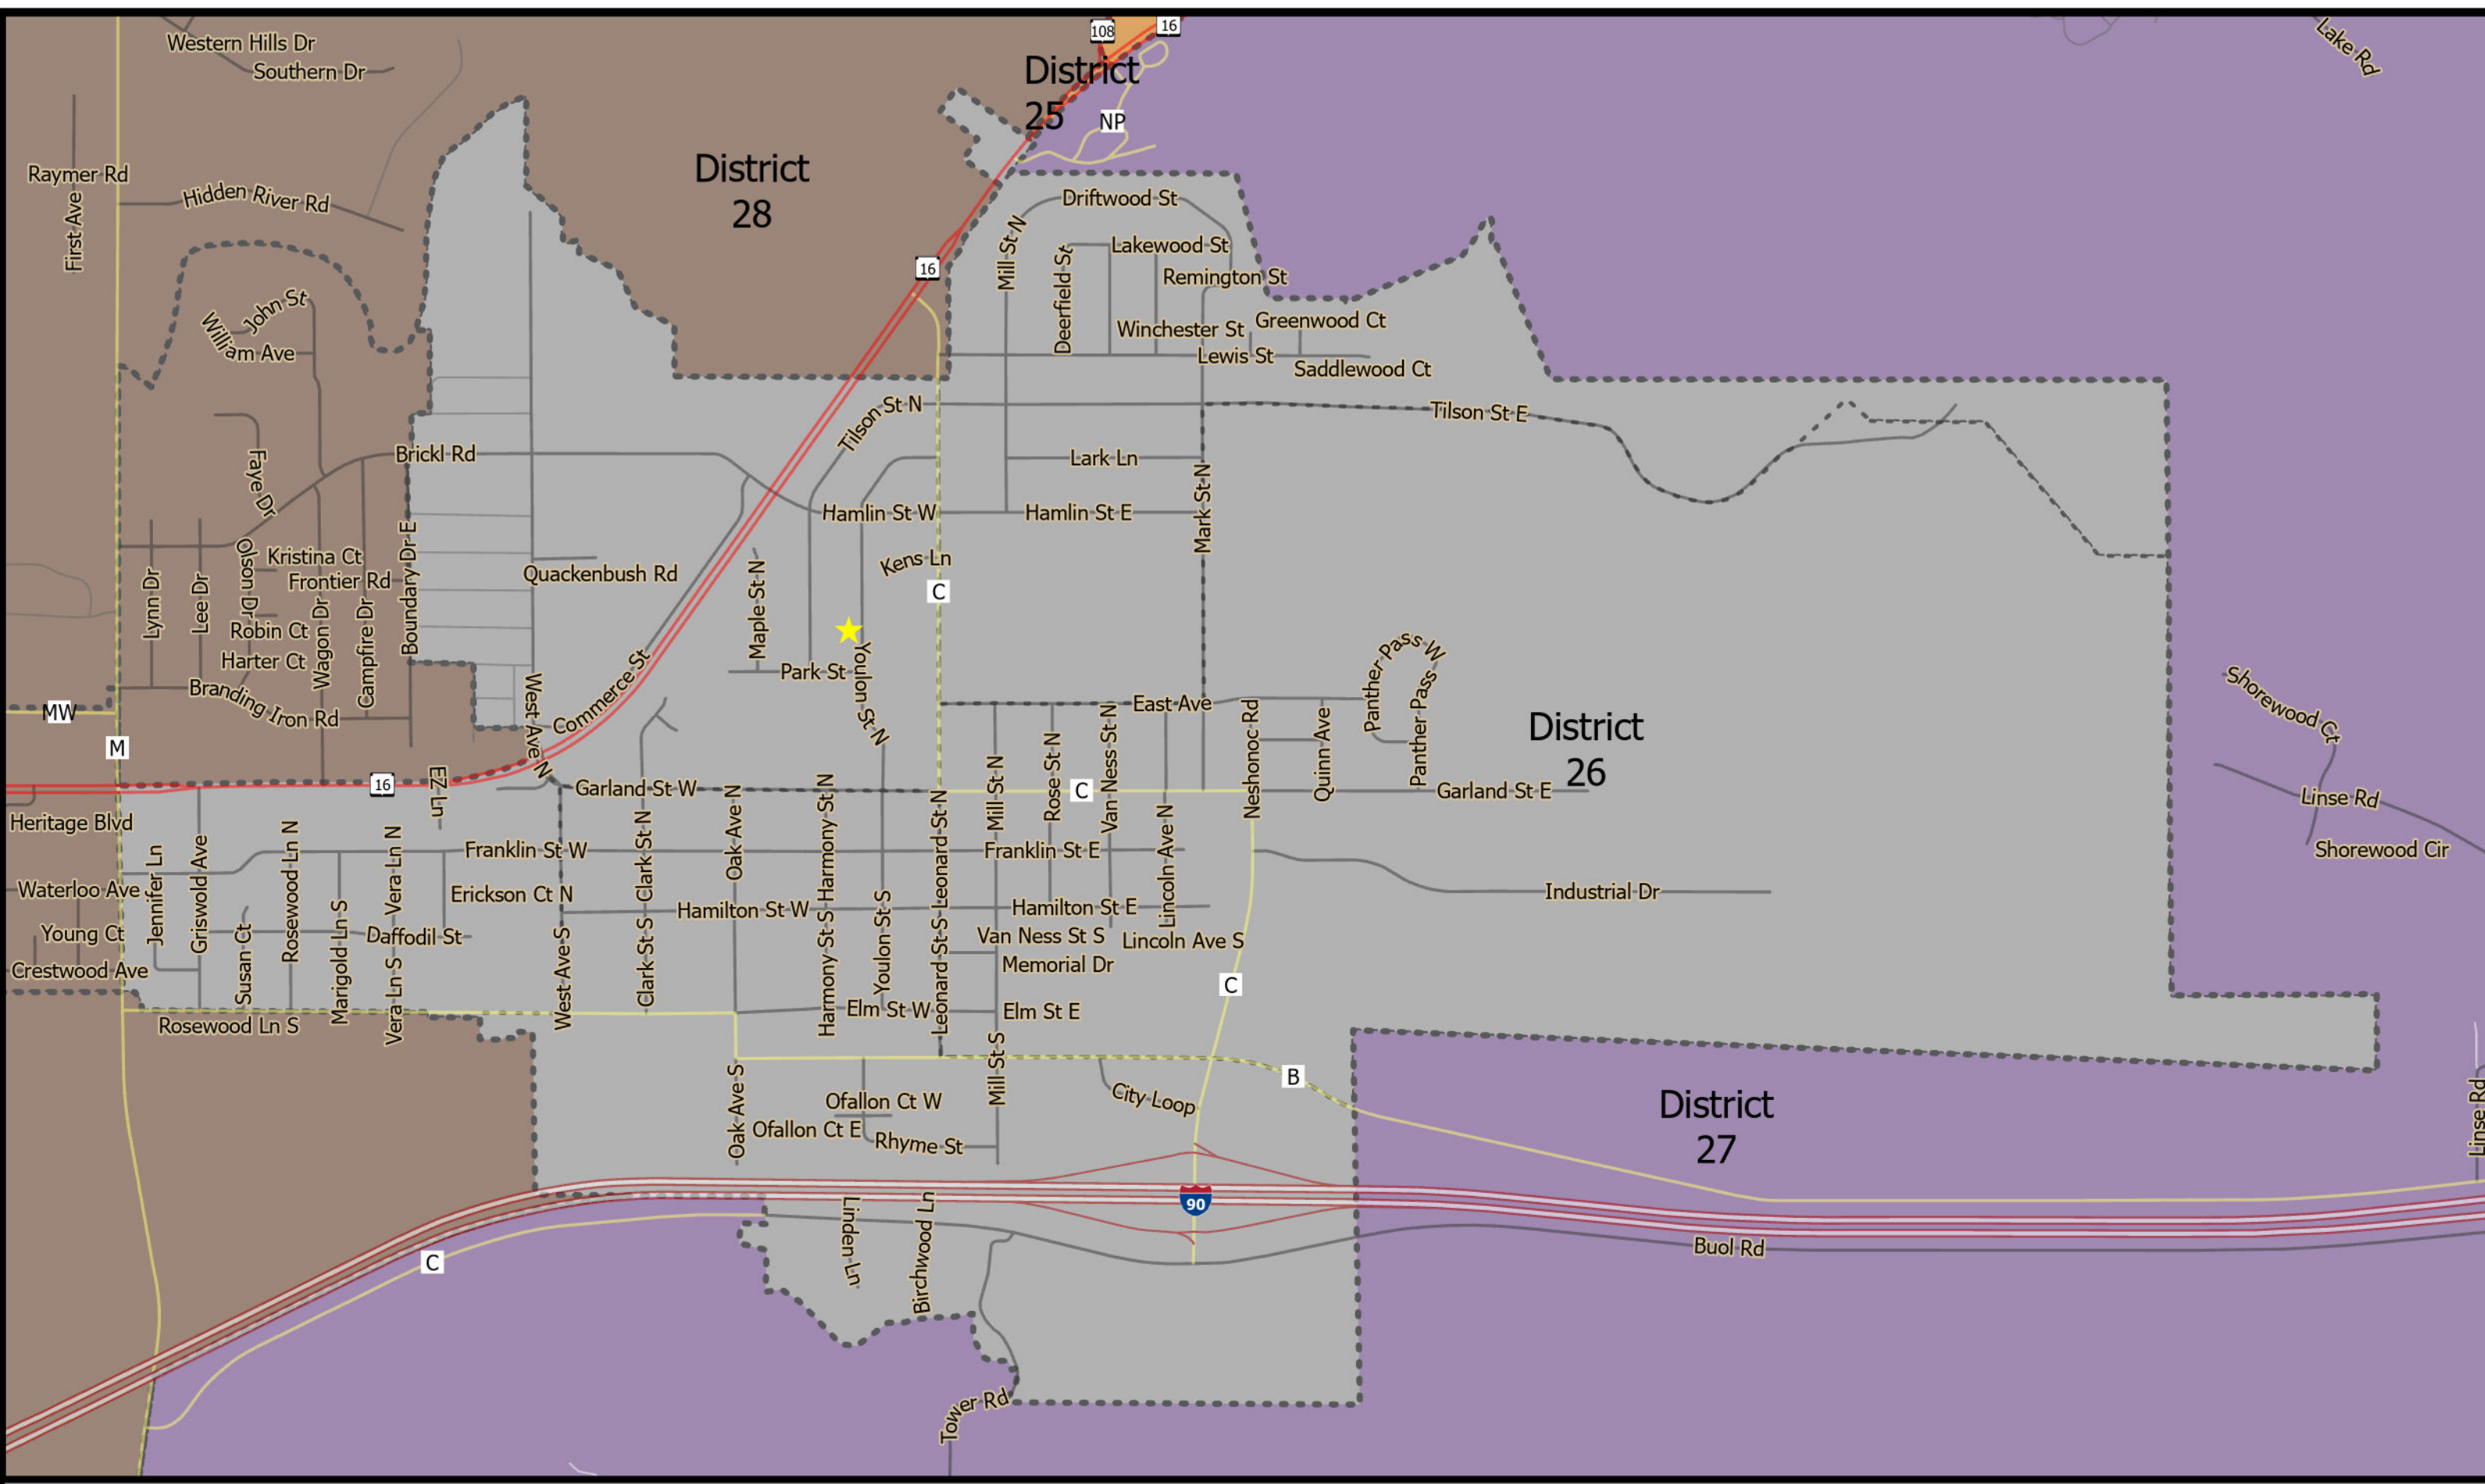 108
16
Western Hills Dr
Southern Dr
Lake Rd
District
25
NP
District
28
Raymer Rd
First Ave
Hidden River Rd
Driftwood St
Mill St N
Lakewood St
Deerfield St
Remington St
16
John St
William Ave
Winchester St
Greenwood Ct
Lewis St
Saddlewood Ct
Tilson St N
Tilson St E
Brickl Rd
Faye Dr
Lark Ln
Hamlin St W
Hamlin St E
Mark St N
Boundary Dr E
Olson Dr
Kristina Ct
Frontier Rd
Kens Ln
Quackenbush Rd
C
Lynn Dr
Lee Dr
Robin Ct
Wagon Dr
Campfire Dr
Maple St N
Harter Ct
Park St
Youlon St N
Panther Pass W
Panther Pass
Branding Iron Rd
West Ave N
Commerce St
East Ave
Shorewood Ct
MW
M
Rose St N
Van Ness St N
Neshonoc Rd
Quinn Ave
District
26
16
EZ Ln
Garland St W
C
Garland St E
Linse Rd
Heritage Blvd
Oak Ave N
Harmony St N
Leonard St N
Mill St N
Lincoln Ave N
Clark St N
Franklin St W
Franklin St E
Shorewood Cir
Jennifer Ln
Griswold Ave
Rosewood Ln N
Vera Ln N
Waterloo Ave
Erickson Ct N
Industrial Dr
Hamilton St W
Hamilton St E
Young Ct
Susan Ct
Marigold Ln S
Daffodil St
Van Ness St S
Lincoln Ave S
Crestwood Ave
Vera Ln S
West Ave S
Clark St S
Harmony St S
Youlon St S
Leonard St S
Memorial Dr
C
Rosewood Ln S
Elm St W
Elm St E
Mill St S
Oak Ave S
B
Ofallon Ct W
City Loop
District
27
Linse Rd
Ofallon Ct E
Rhyme St
90
Linden Ln
Birchwood Ln
Buol Rd
C
Tower Rd